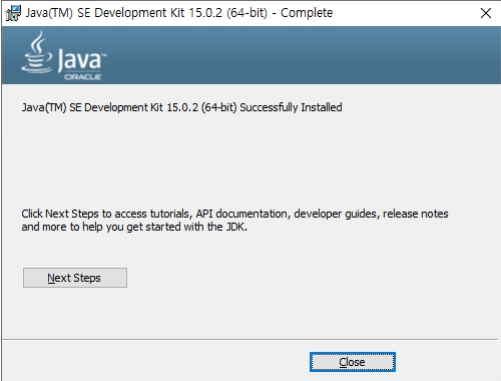 Java(TM) SE Development Kit 15.0.2 (64-bit) - Complete
Java™
ORACLE
Java(TM) SE Development Kit 15.0.2 (64-bit) Successfully Installed
Click Next Steps to access tutorials, API documentation, developer guides, release notes
and more to help you get started with the JDK.
Next Steps
Close